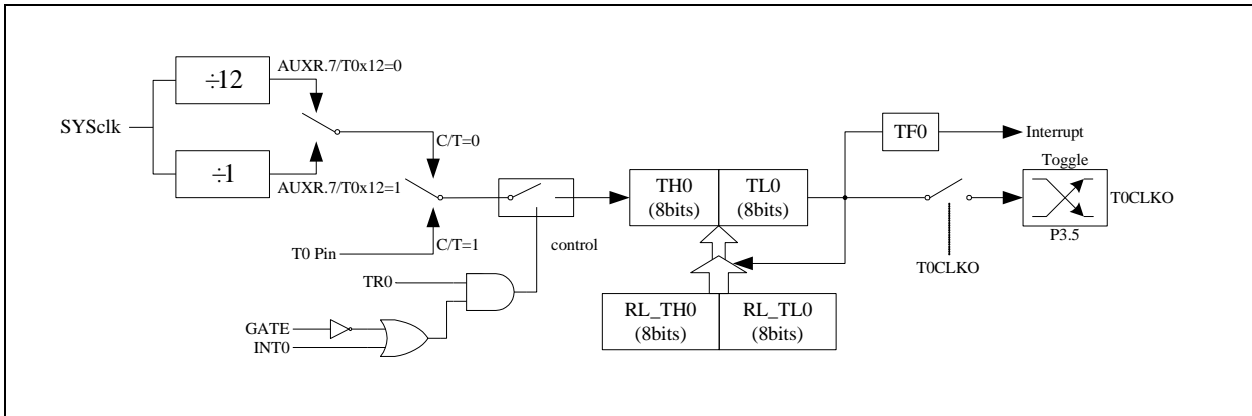 ÷12
AUXR.7/T0x12=0
SYSclk
÷1
AUXR.7/T0x12=1
C/T=0
C/T=1
T0 Pin
control
TR0
GATE
INT0
TH0
(8bits)
TL0
(8bits)
RL_TH0
(8bits)
RL_TL0
(8bits)
TF0
Interrupt
Toggle
T0CLKO
P3.5
T0CLKO